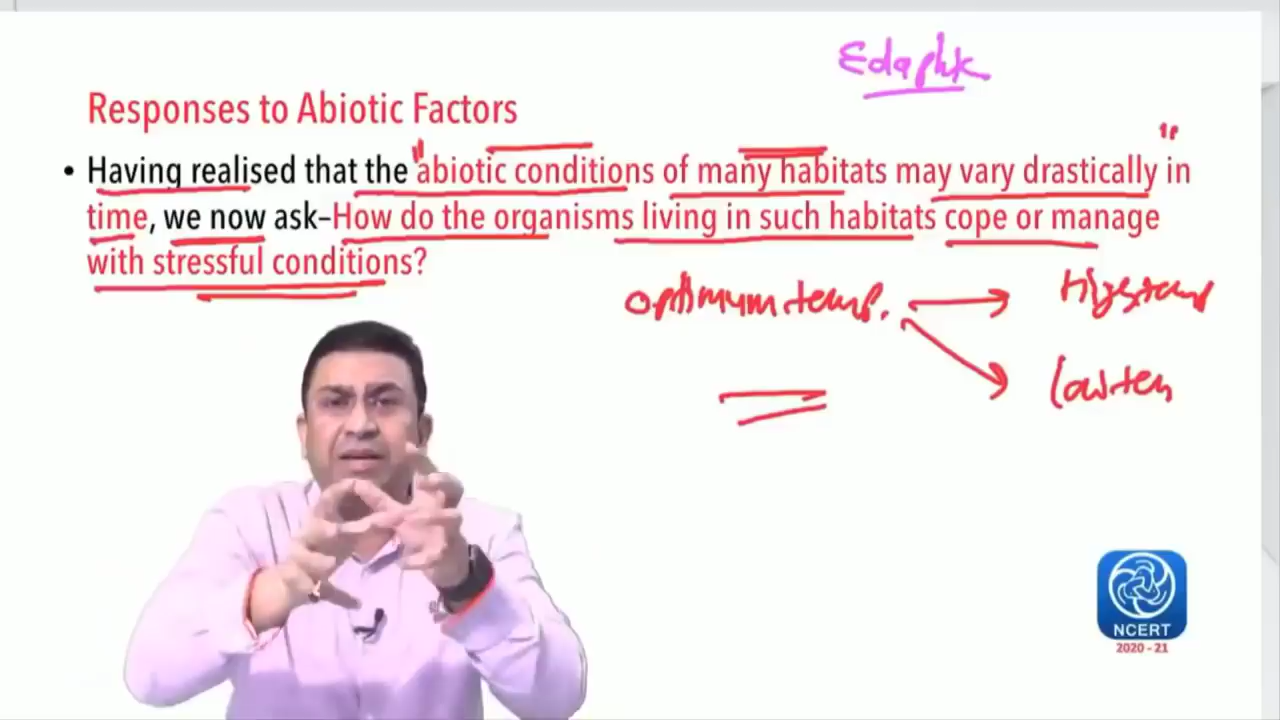 Edaphic
Responses to Abiotic Factors
• Having realised that the "abiotic conditions of many habitats may vary drastically" in
time, we now ask–How do the organisms living in such habitats cope or manage
with stressful conditions?
optimum temp.
low tem
NCERT
2020 - 21